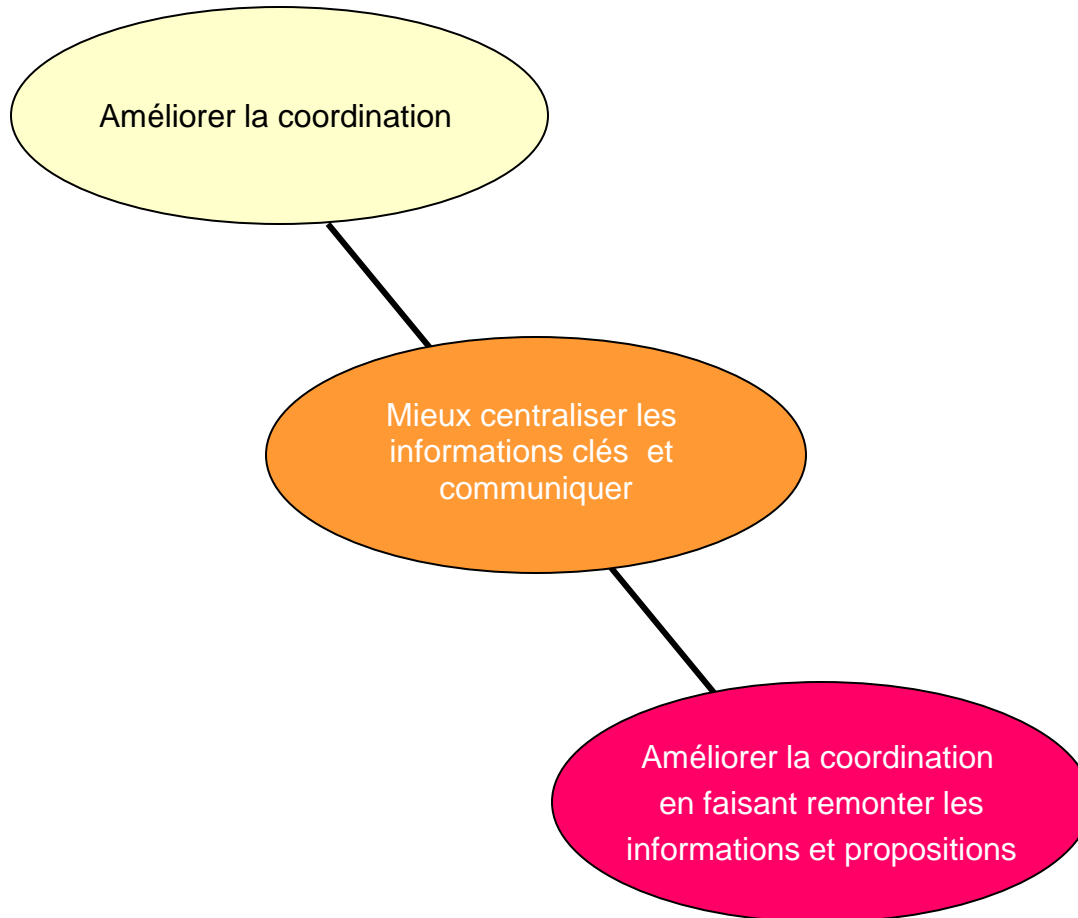 Améliorer la coordination
Mieux centraliser les
informations clés  et
communiquer
Améliorer la coordination
en faisant remonter les
informations et propositions